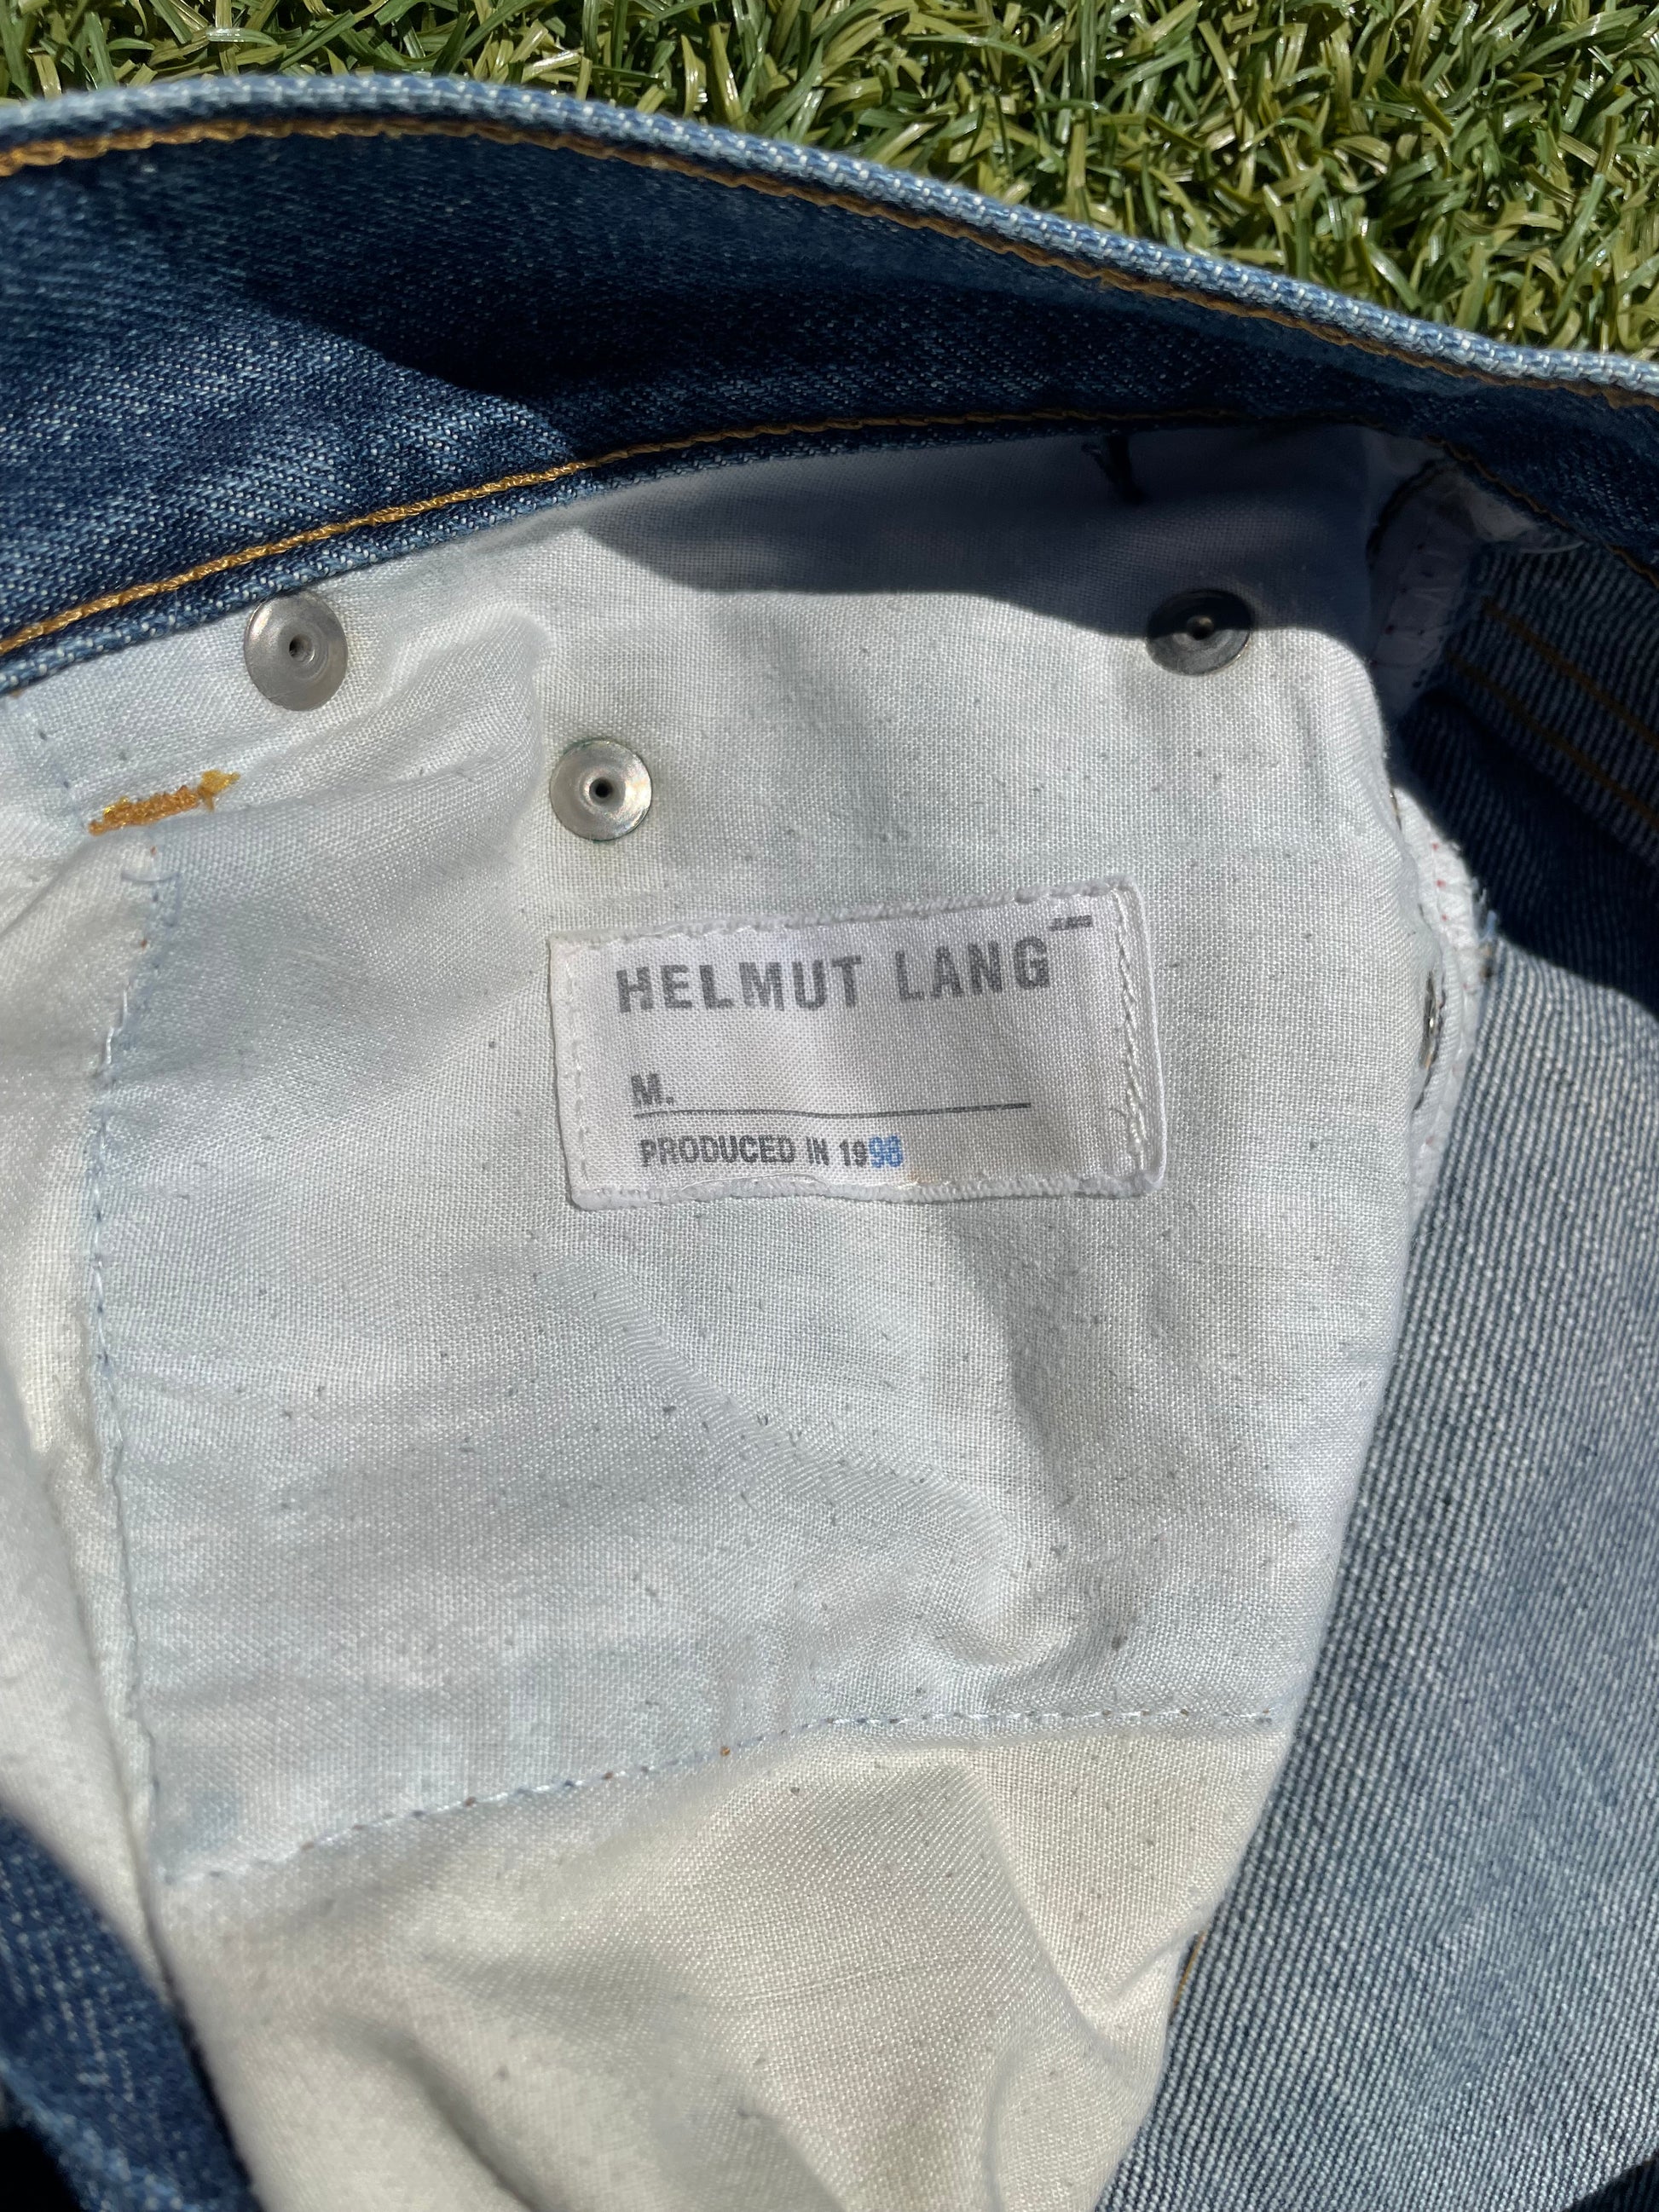 HELMUT LANG
M.
PRODUCED IN 1998